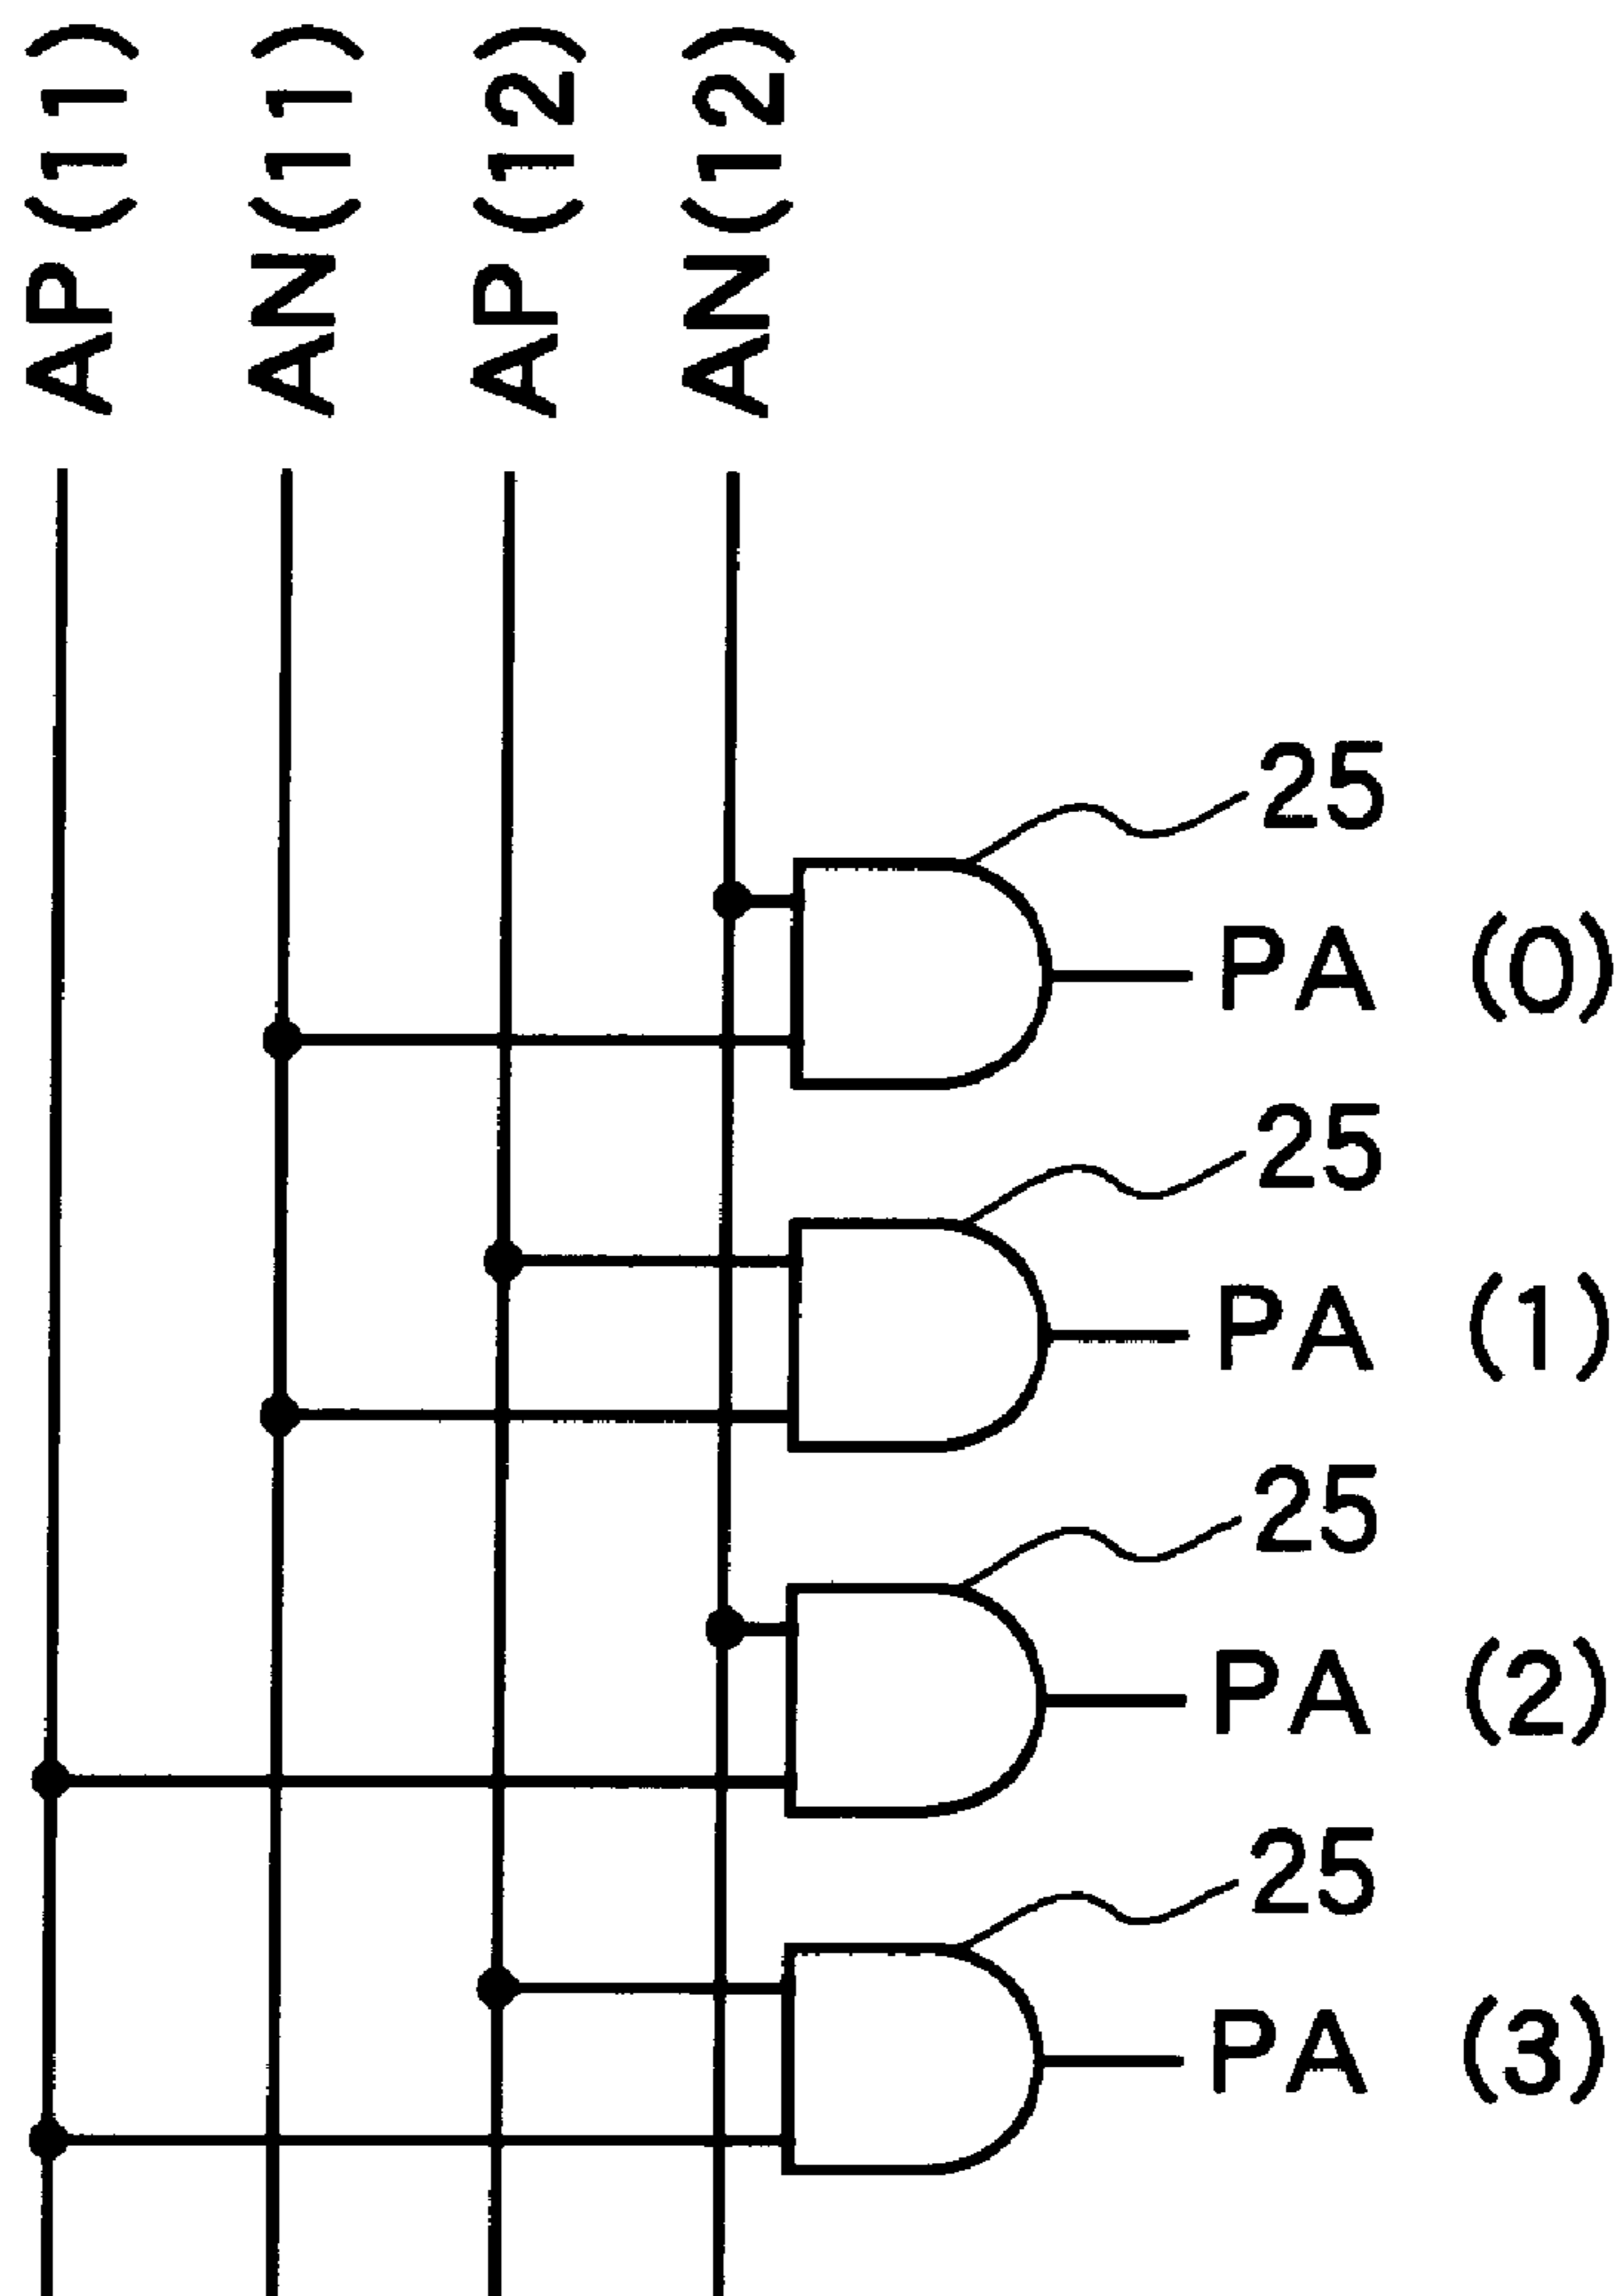 AP(11)
AN(11)
AP(12)
AN(12)
25
PA (0)
25
PA (1)
25
PA (2)
25
PA (3)